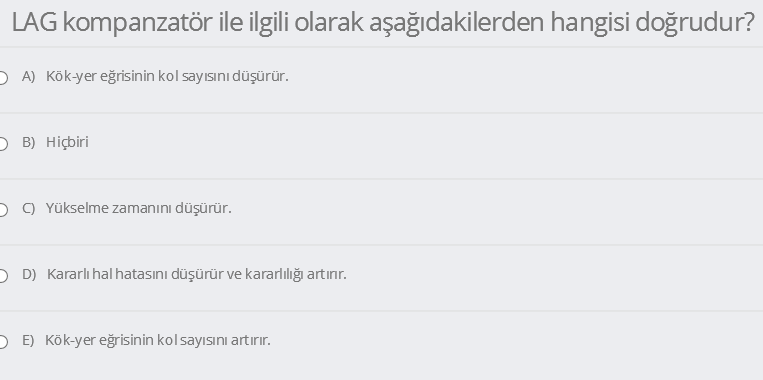 LAG kompanzatör ile ilgili olarak aşağıdakilerden hangisi doğrudur?
A) Kök-yer eğrisinin kol sayısını düşürür.
B) Hiçbiri
C) Yükselme zamanını düşürür.
D) Kararlı hal hatasını düşürür ve kararlılığı artırır.
E) Kök-yer eğrisinin kol sayısını artırır.